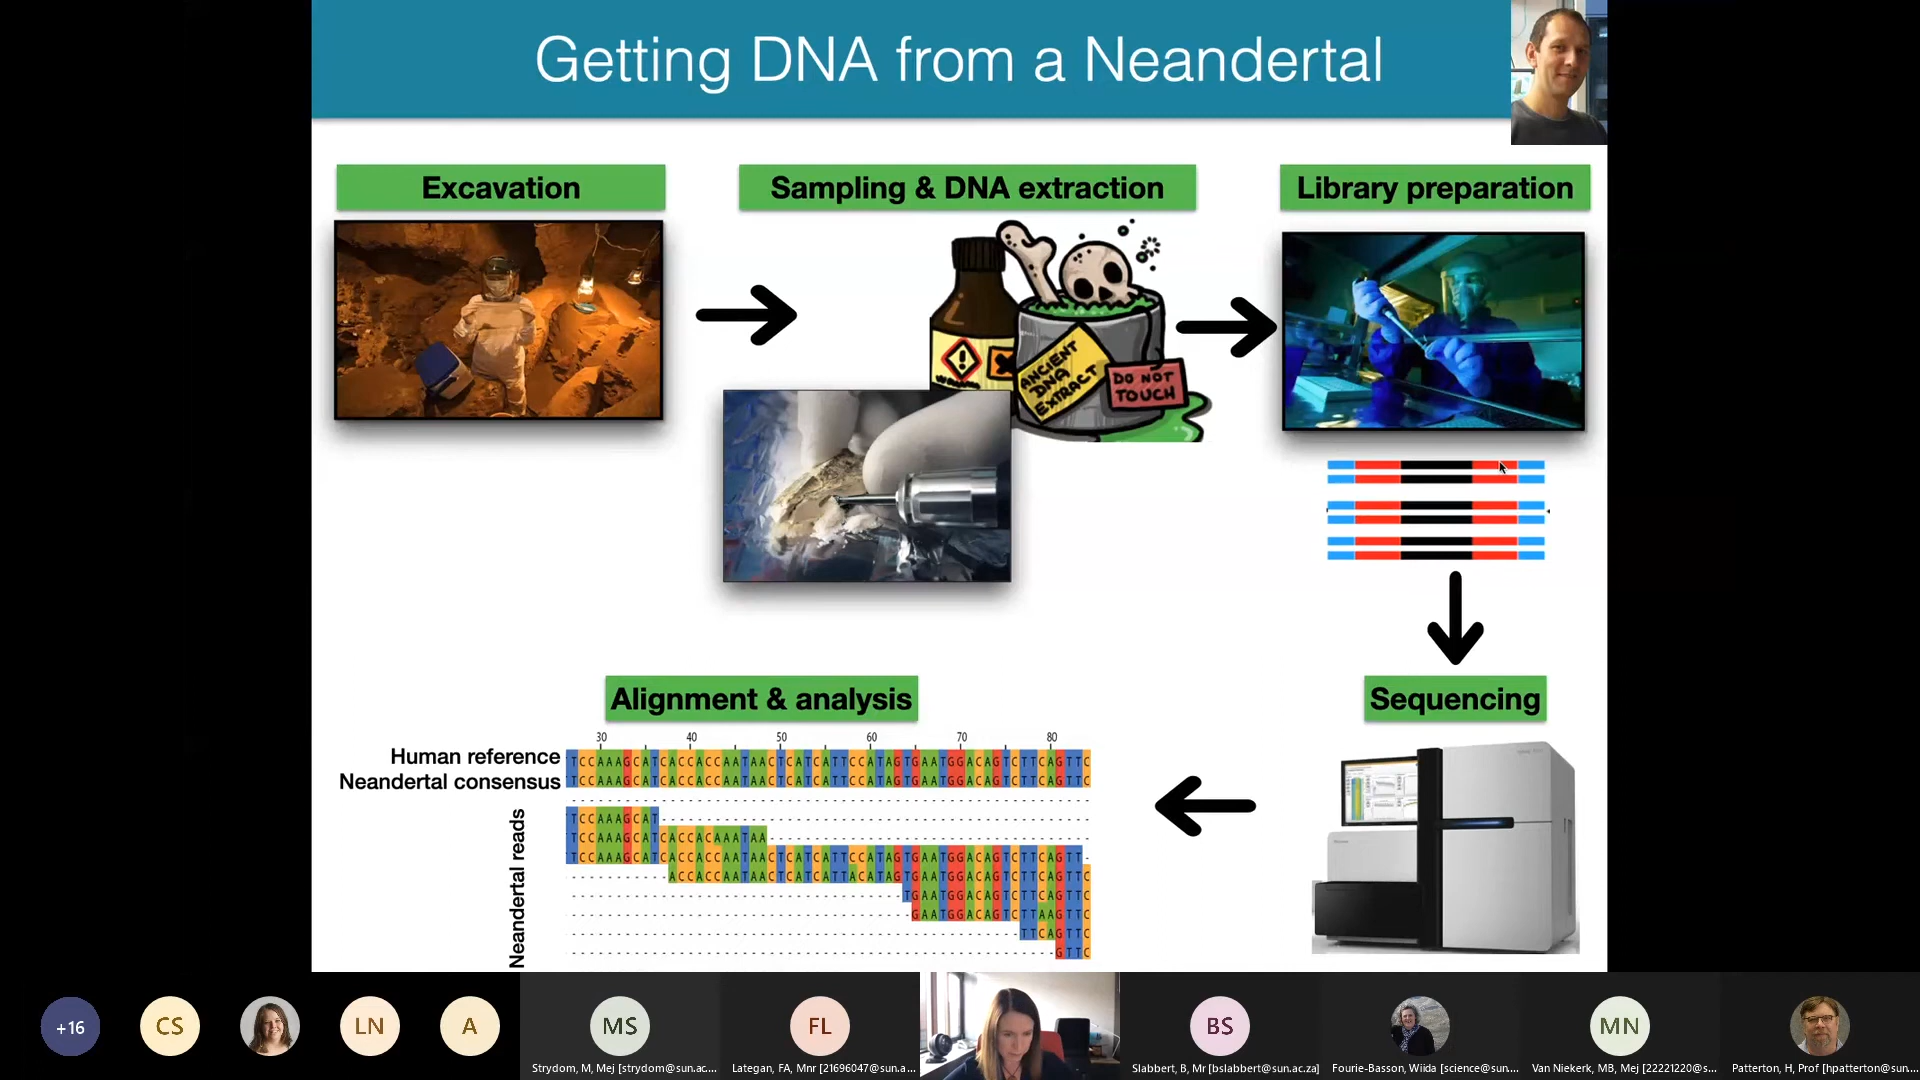 Getting DNA from a Neandertal
Excavation
Sampling & DNA extraction
Library preparation
ANCIENT
DNA
EXTRACT
DO NOT
TOUCH
Alignment & analysis
Sequencing
30 40 50 60 70 80
Human reference
TCCAAAGCATCACCACCAATAACTCATCATTCCATAGTGAATGGACAGTCTTCAGTTC
Neandertal consensus
TCCAAAGCATCACCACCAATAACTCATCATTCCATAGTGAATGGACAGTCTTCAGTTC
Neandertal reads
TCCAAAGCAT
TCCAAAGCATCACCACAAATAA
TCCAAAGCATCACCACCAATAACTCATCATTCCATAGTGAATGGACAGTCTTCAGTT-
ACCACCAATAACTCATCATTACATAGTGAATGGACAGTCTTCAGTTC
TGAATGGACAGTCTTCAGTTC
GAATGGACAGTCTTAAGTTC
TTCAGTTC
GTTC
+16
CS
LN
A
MS
Strydom, M, Mej [strydom@sun.ac....
FL
Lategan, FA, Mnr [21696047@sun.a...
BS
Slabbert, B, Mr [bslabbert@sun.ac.za]
Fourie-Basson, Wiida [science@sun....
MN
Van Niekerk, MB, Mej [22221220@s...
Patterton, H, Prof [hpatterton@sun....